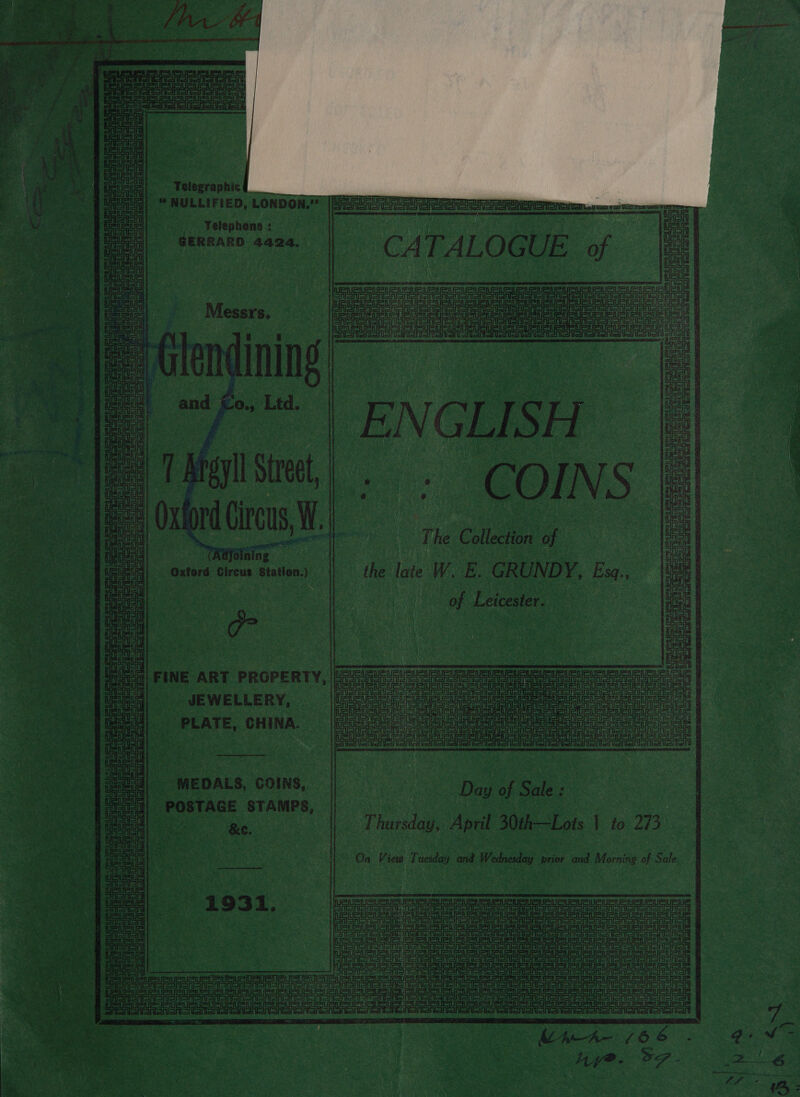 Telegraphic
" NULLIFIED, LONDON."
Telephone :
GERRARD 4424.
Messrs.
Glendining
and Co., Ltd.
7 Argyll Street,
Oxford Circus, W.
(Adjoining
Oxford Circus Station.)
FINE ART PROPERTY,
JEWELLERY,
PLATE, CHINA.
MEDALS, COINS,
POSTAGE STAMPS,
&c.
1931.
CATALOGUE of
ENGLISH
: : COINS
The Collection of
the late W. E. GRUNDY, Esq.,
of Leicester.
Day of Sale :
Thursday, April 30th—Lots 1 to 273
On View Tuesday and Wednesday prior and Morning of Sale.